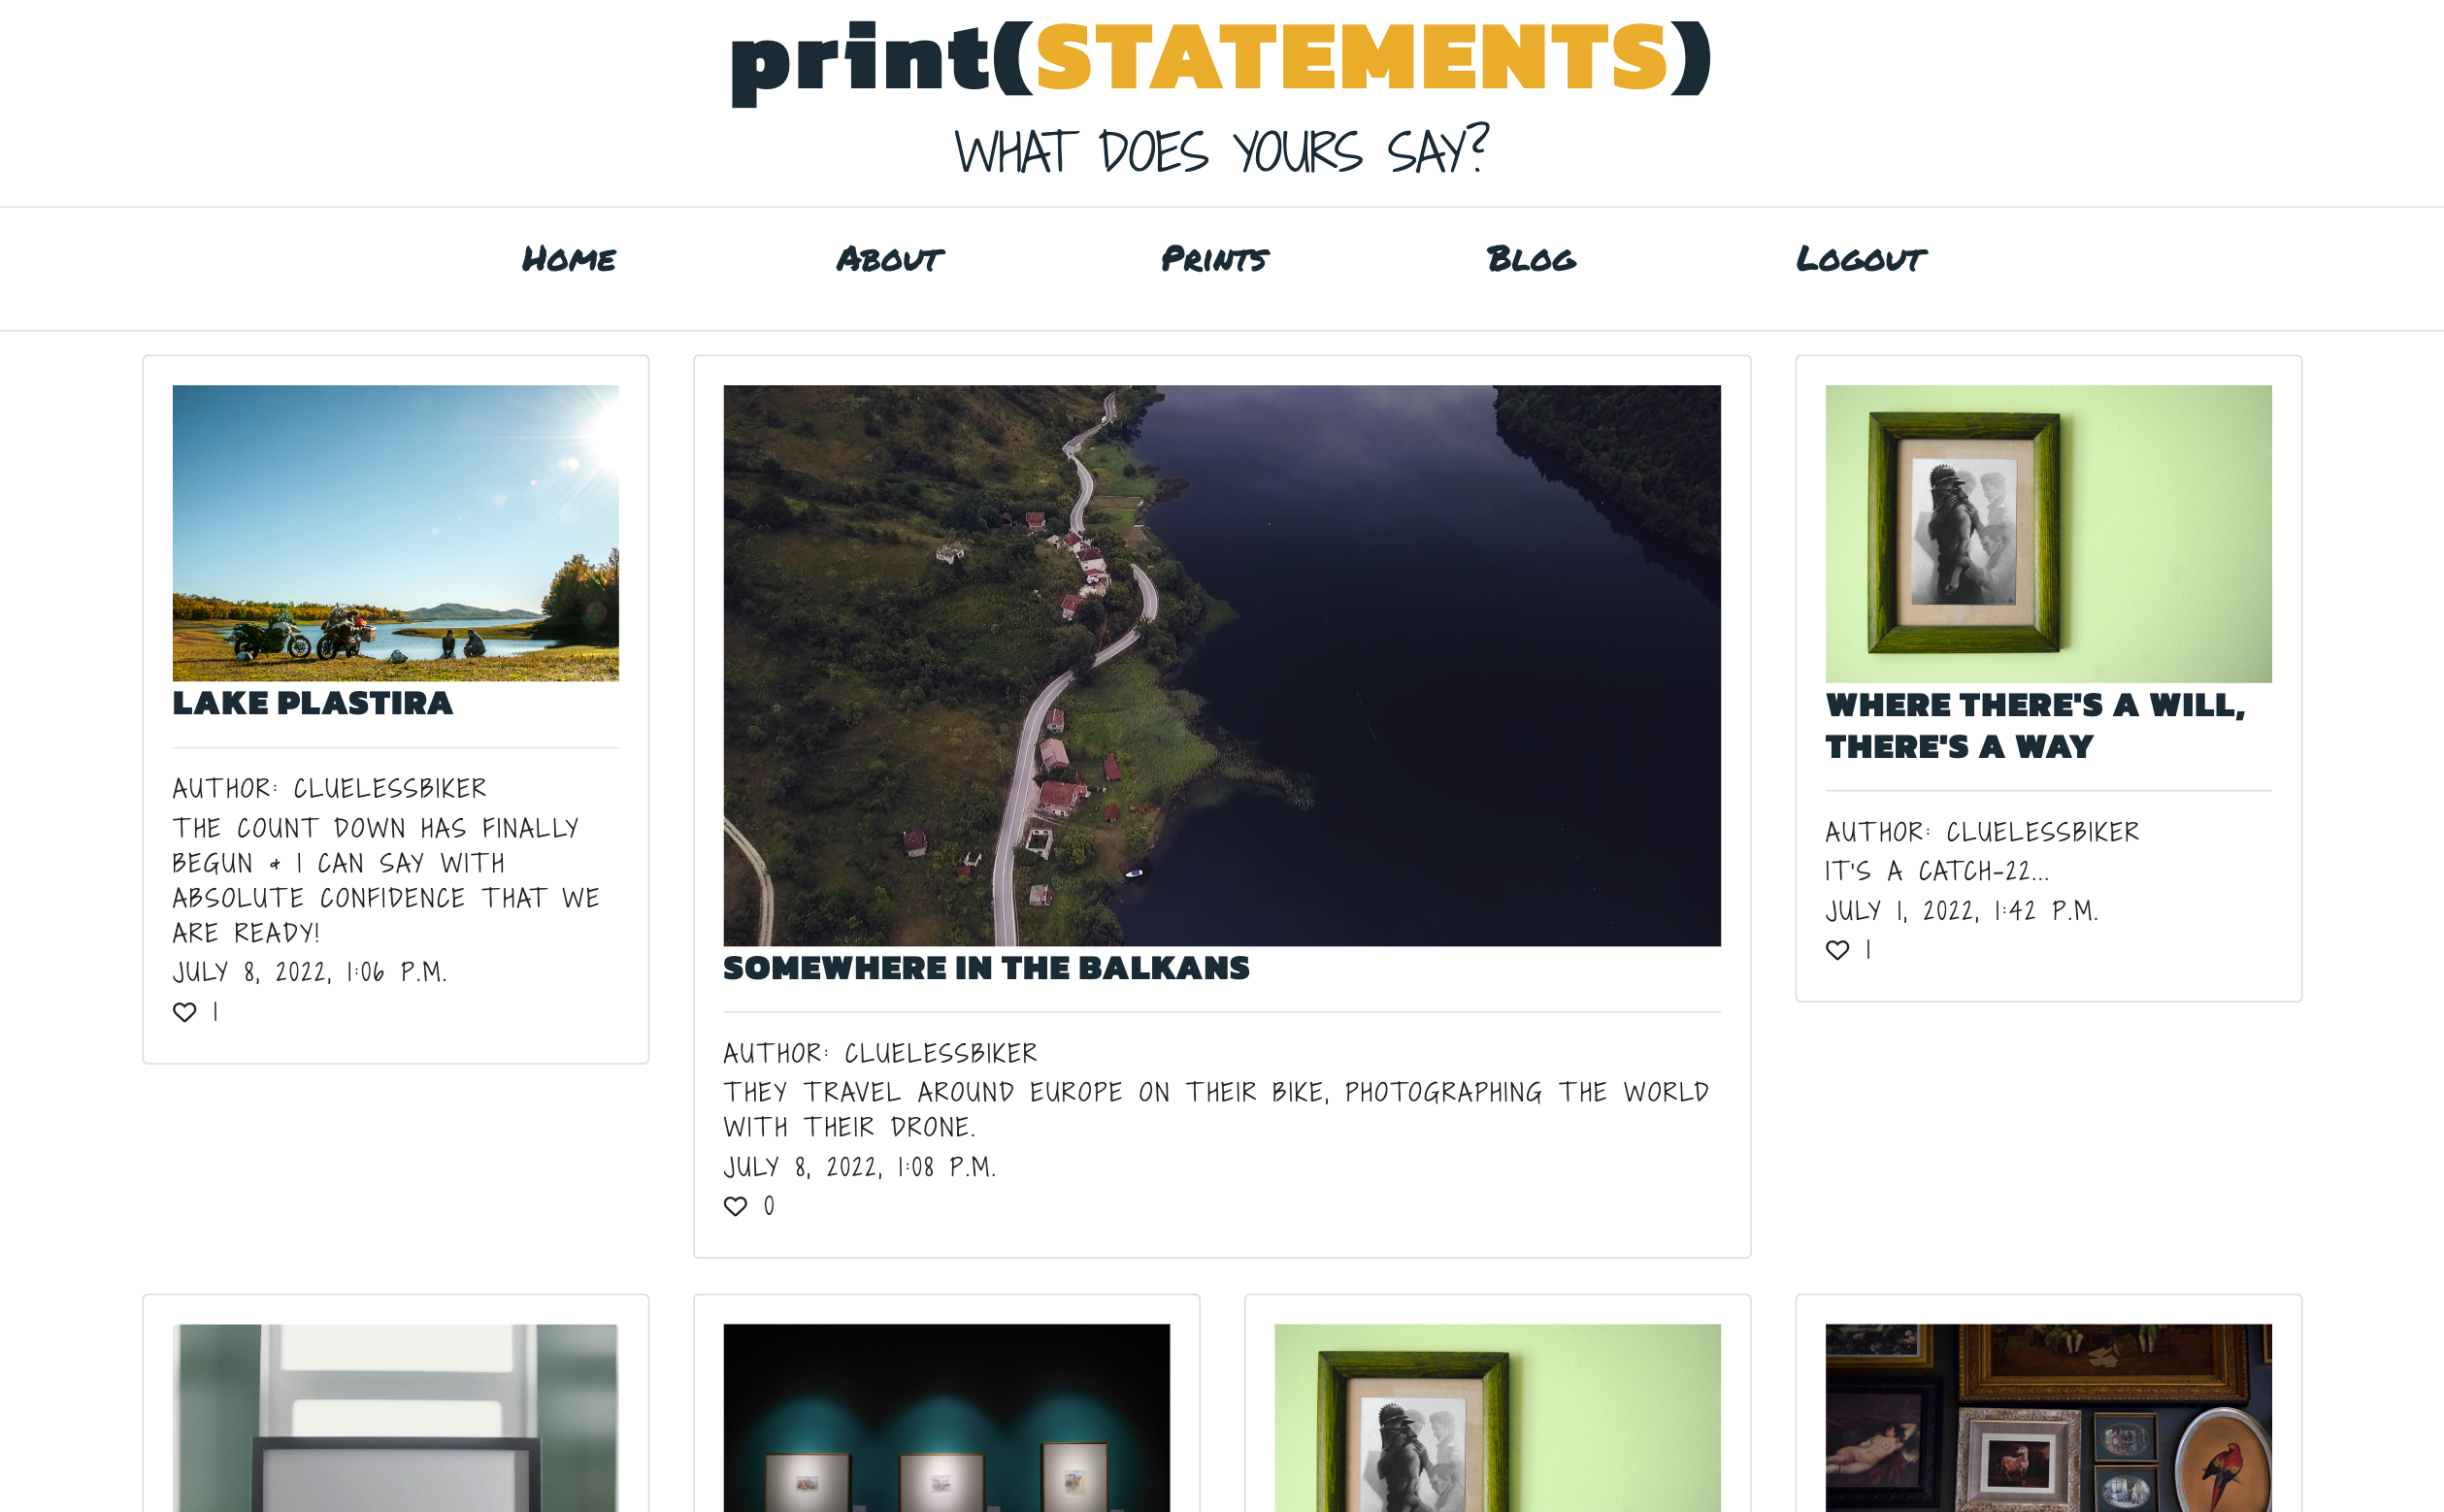 print(STATEMENTS)
WHAT DOES YOURS SAY?
HOME ABOUT PRINTS BLOG LOGOUT
LAKE PLASTIRA
AUTHOR: CLUELESSBIKER
THE COUNT DOWN HAS FINALLY
BEGUN & I CAN SAY WITH
ABSOLUTE CONFIDENCE THAT WE
ARE READY!
JULY 8, 2022, 1:06 P.M.
1
SOMEWHERE IN THE BALKANS
AUTHOR: CLUELESSBIKER
THEY TRAVEL AROUND EUROPE ON THEIR BIKE, PHOTOGRAPHING THE WORLD
WITH THEIR DRONE.
JULY 8, 2022, 1:08 P.M.
0
WHERE THERE'S A WILL,
THERE'S A WAY
AUTHOR: CLUELESSBIKER
IT'S A CATCH-22...
JULY 1, 2022, 1:42 P.M.
1